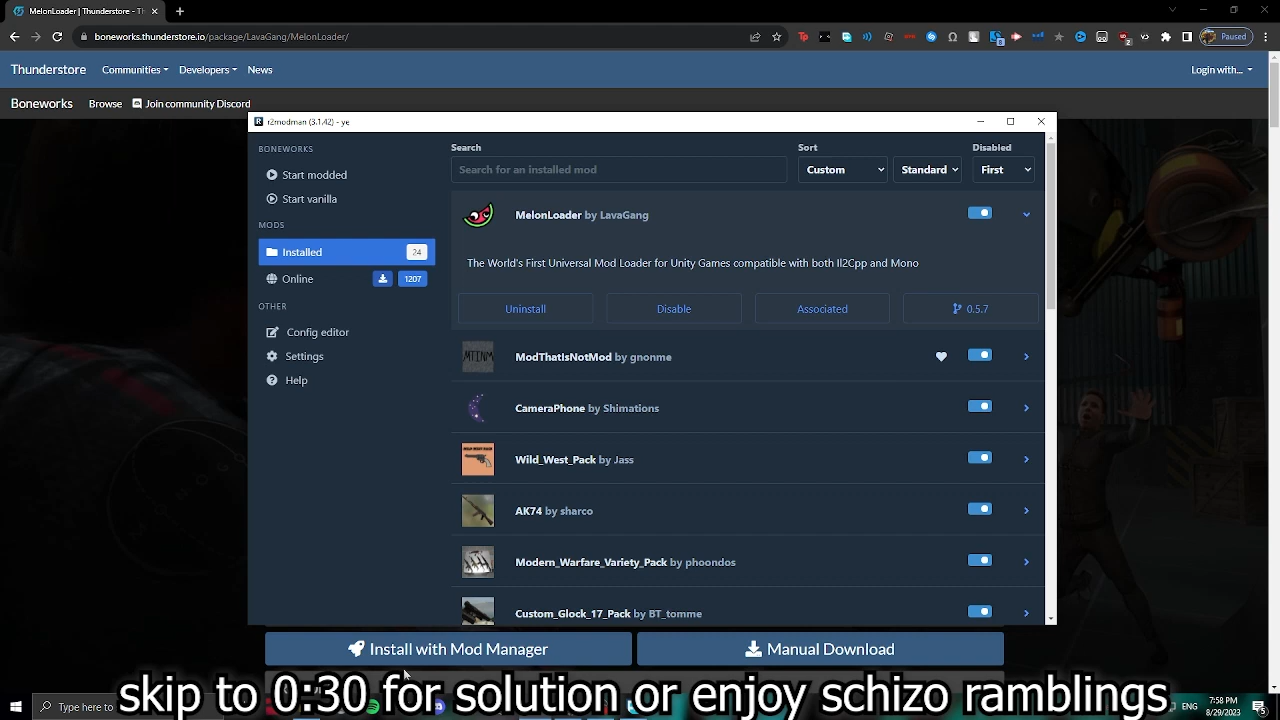 MelonLoader | Thunderstore - Th
boneworks.thunderstore.io/package/LavaGang/MelonLoader/
Paused
Thunderstore
Communities
Developers
News
Login with...
Boneworks
Browse
Join community Discord
r2modman (3.1.42) - ye
BONEWORKS
Start modded
Start vanilla
MODS
Installed
24
Online
1207
OTHER
Config editor
Settings
Help
Search
Sort
Disabled
Search for an installed mod
Custom
Standard
First
MelonLoader by LavaGang
The World's First Universal Mod Loader for Unity Games compatible with both Il2Cpp and Mono
Uninstall
Disable
Associated
0.5.7
MTINM
ModThatIsNotMod by gnonme
CameraPhone by Shimations
Wild_West_Pack by Jass
AK74 by sharco
Modern_Warfare_Variety_Pack by phoondos
Custom_Glock_17_Pack by BT_tomme
Install with Mod Manager
Manual Download
skip to 0:30 for solution or enjoy schizo ramblings
Type here to
7:58 PM
8/29/2023